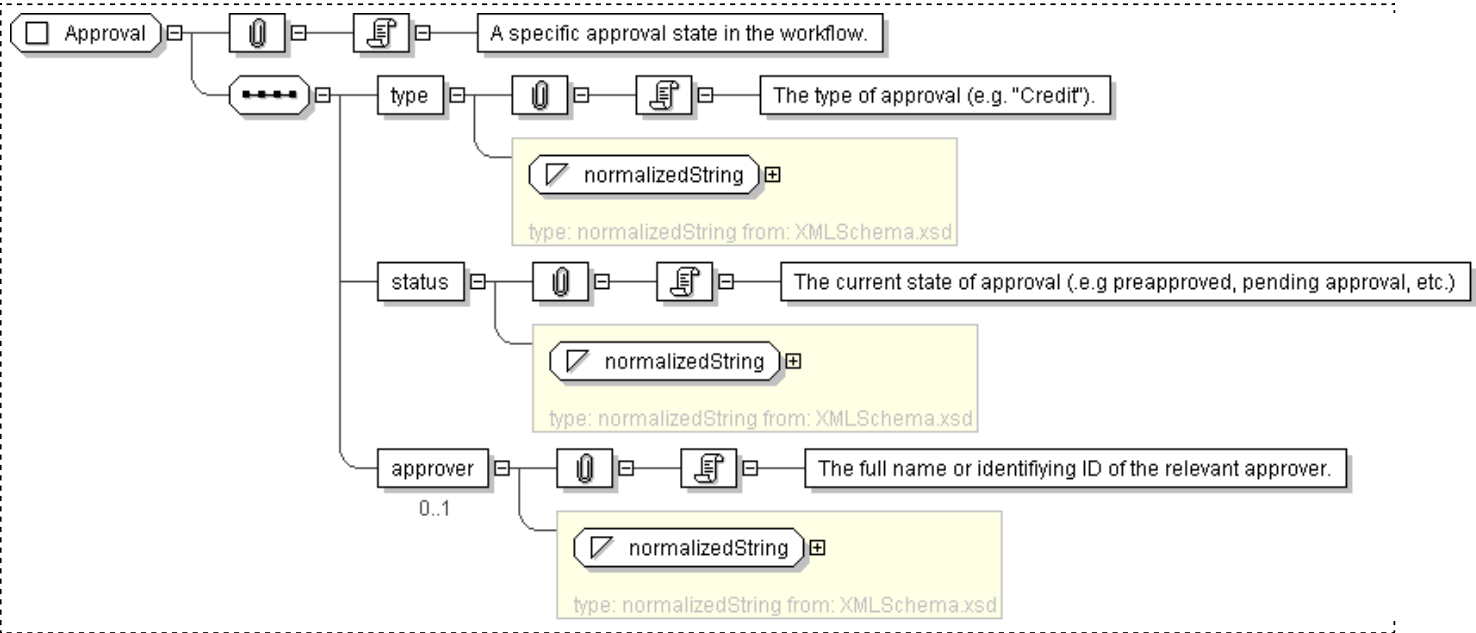 Approval
A specific approval state in the workflow.
type
The type of approval (e.g. "Credit").
normalizedString
type: normalizedString from: XMLSchema.xsd
status
The current state of approval (.e.g preapproved, pending approval, etc.)
normalizedString
type: normalizedString from: XMLSchema.xsd
approver
The full name or identifiying ID of the relevant approver.
0..1
normalizedString
type: normalizedString from: XMLSchema.xsd